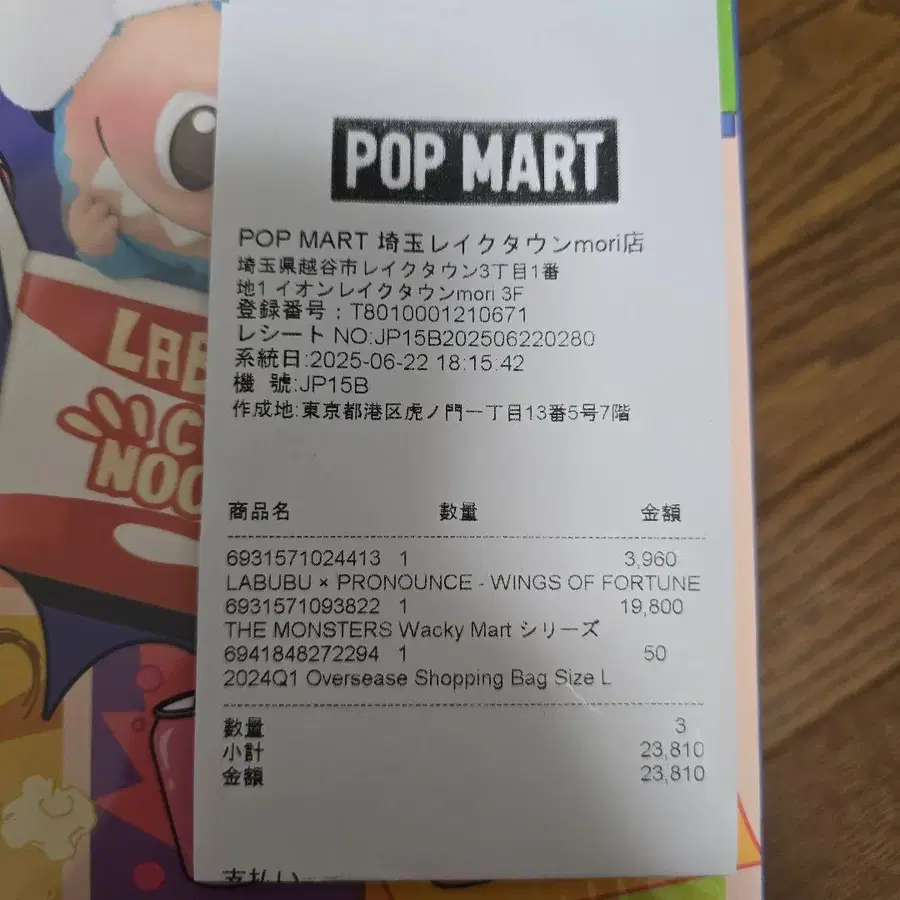 POP MART
POP MART 埼玉レイクタウンmori店
埼玉県越谷市レイクタウン3丁目1番
地1 イオンレイクタウンmori 3F
登録番号：T8010001210671
レシート NO:JP15B202506220280
系統日:2025-06-22 18:15:42
機 號:JP15B
作成地:東京都港区虎ノ門一丁目13番5号7階
商品名 数量 金額
6931571024413 1 3,960
LABUBU × PRONOUNCE - WINGS OF FORTUNE
6931571093822 1 19,800
THE MONSTERS Wacky Mart シリーズ
6941848272294 1 50
2024Q1 Oversease Shopping Bag Size L
数量 3
小計 23,810
金額 23,810
支払い
LAB
C
NOO